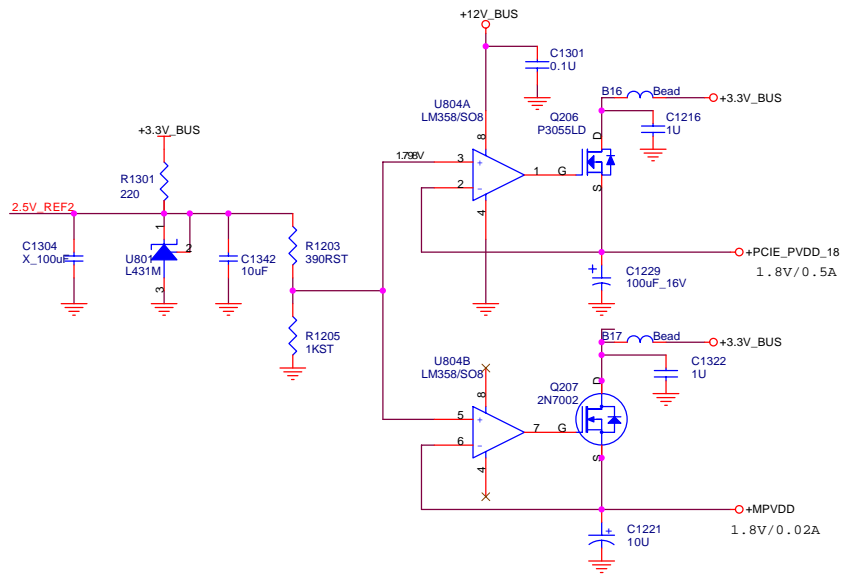 +12V_BUS
C1301
0.1U
U804A
LM358/SO8
8
3
+
2
-
1
4
1.798V
Q206
P3055LD
D
G
S
B16
Bead
+3.3V_BUS
C1216
1U
+3.3V_BUS
R1301
220
2.5V_REF2
C1304
X_100uF
U801
L431M
1
2
3
C1342
10uF
R1203
390RST
R1205
1KST
+PCIE_PVDD_18
1.8V/0.5A
+
C1229
100uF_16V
U804B
LM358/SO8
8
5
+
6
-
7
4
Q207
2N7002
D
G
S
B17
Bead
+3.3V_BUS
C1322
1U
+MPVDD
1.8V/0.02A
+
C1221
10U